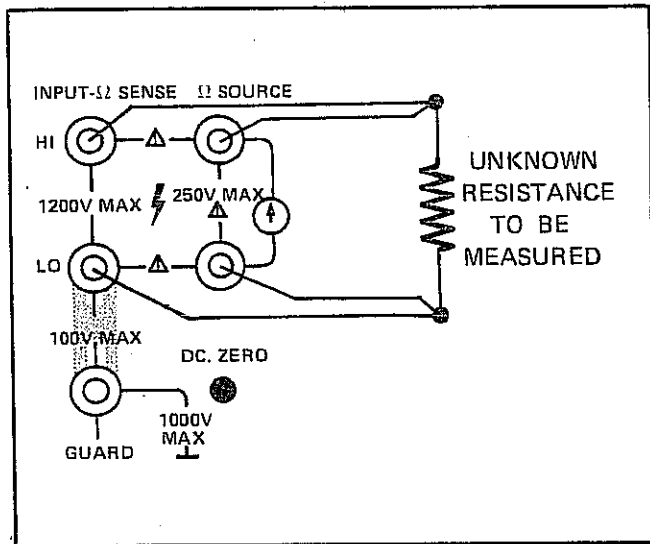 INPUT-Ω SENSE Ω SOURCE
HI
1200V MAX 250V MAX
UNKNOWN
RESISTANCE
TO BE
MEASURED
LO
100V MAX
DC. ZERO
1000V
MAX
GUARD